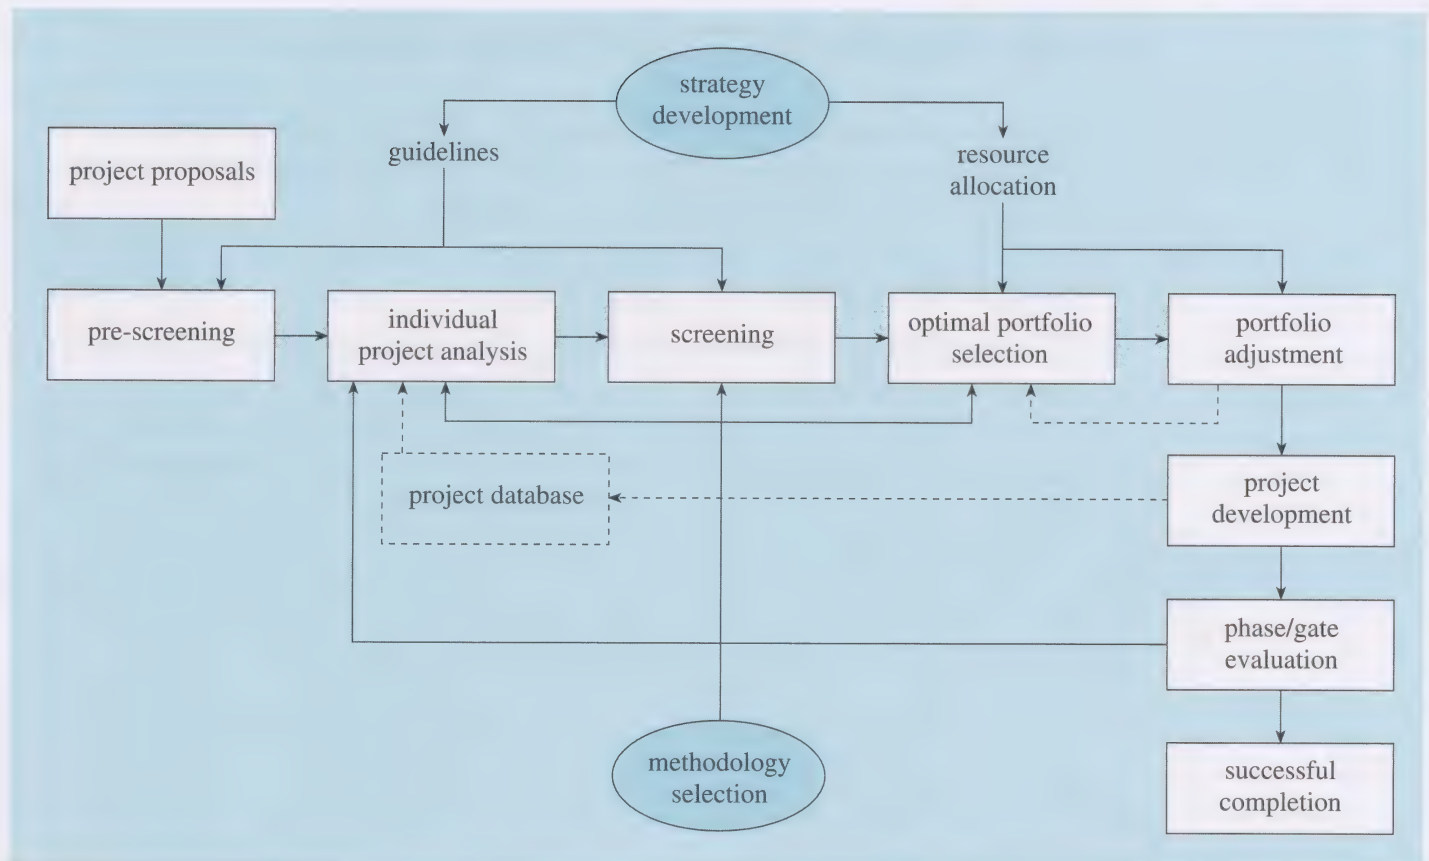 strategy
development
guidelines
resource
allocation
project proposals
pre-screening
individual
project analysis
screening
optimal portfolio
selection
portfolio
adjustment
project database
project
development
phase/gate
evaluation
methodology
selection
successful
completion